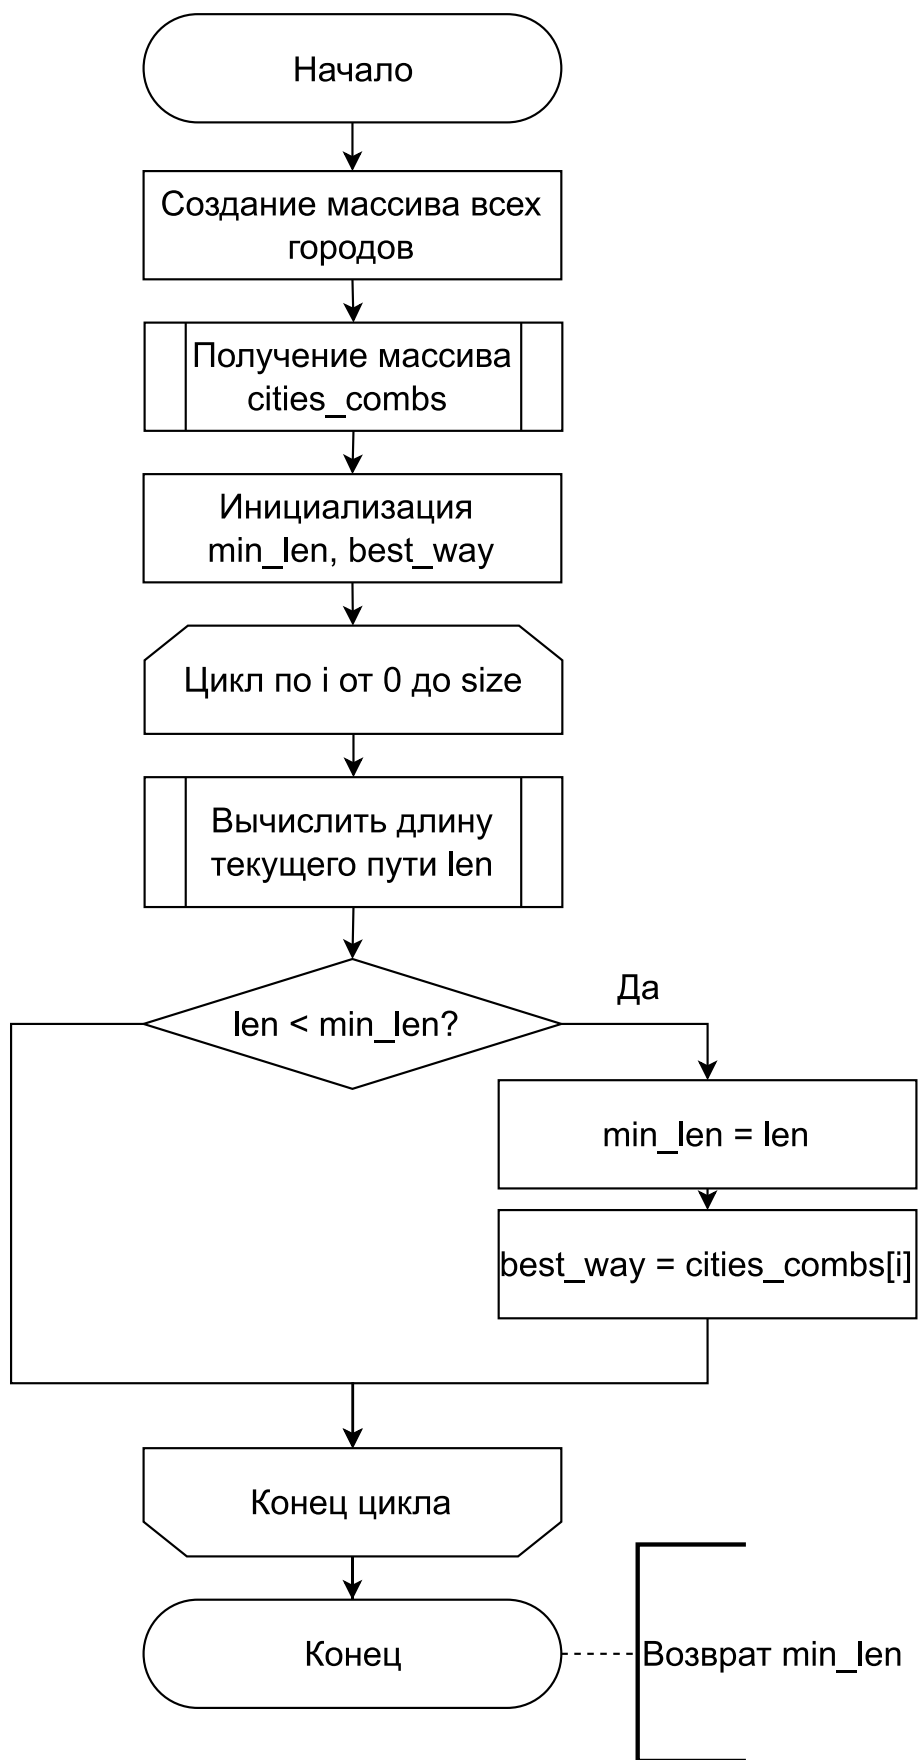 Начало
Создание массива всех
городов
Получение массива
cities_combs
Инициализация
min_len, best_way
Цикл по i от 0 до size
Вычислить длину
текущего пути len
len < min_len?
Да
min_len = len
best_way = cities_combs[i]
Конец цикла
Конец
Возврат min_len